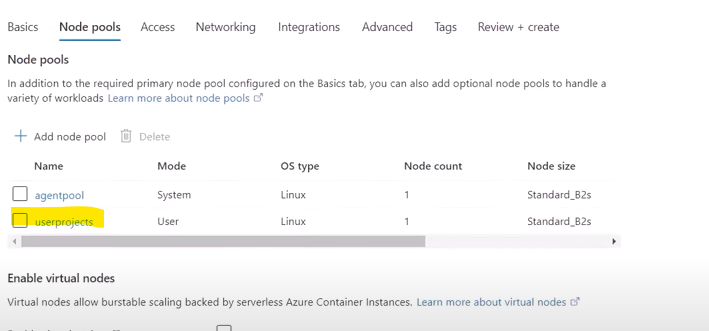 Basics Node pools Access Networking Integrations Advanced Tags Review + create
Node pools
In addition to the required primary node pool configured on the Basics tab, you can also add optional node pools to handle a
variety of workloads Learn more about node pools
Add node pool Delete
Name Mode OS type Node count Node size
agentpool System Linux 1 Standard_B2s
userprojects User Linux 1 Standard_B2s
Enable virtual nodes
Virtual nodes allow burstable scaling backed by serverless Azure Container Instances. Learn more about virtual nodes